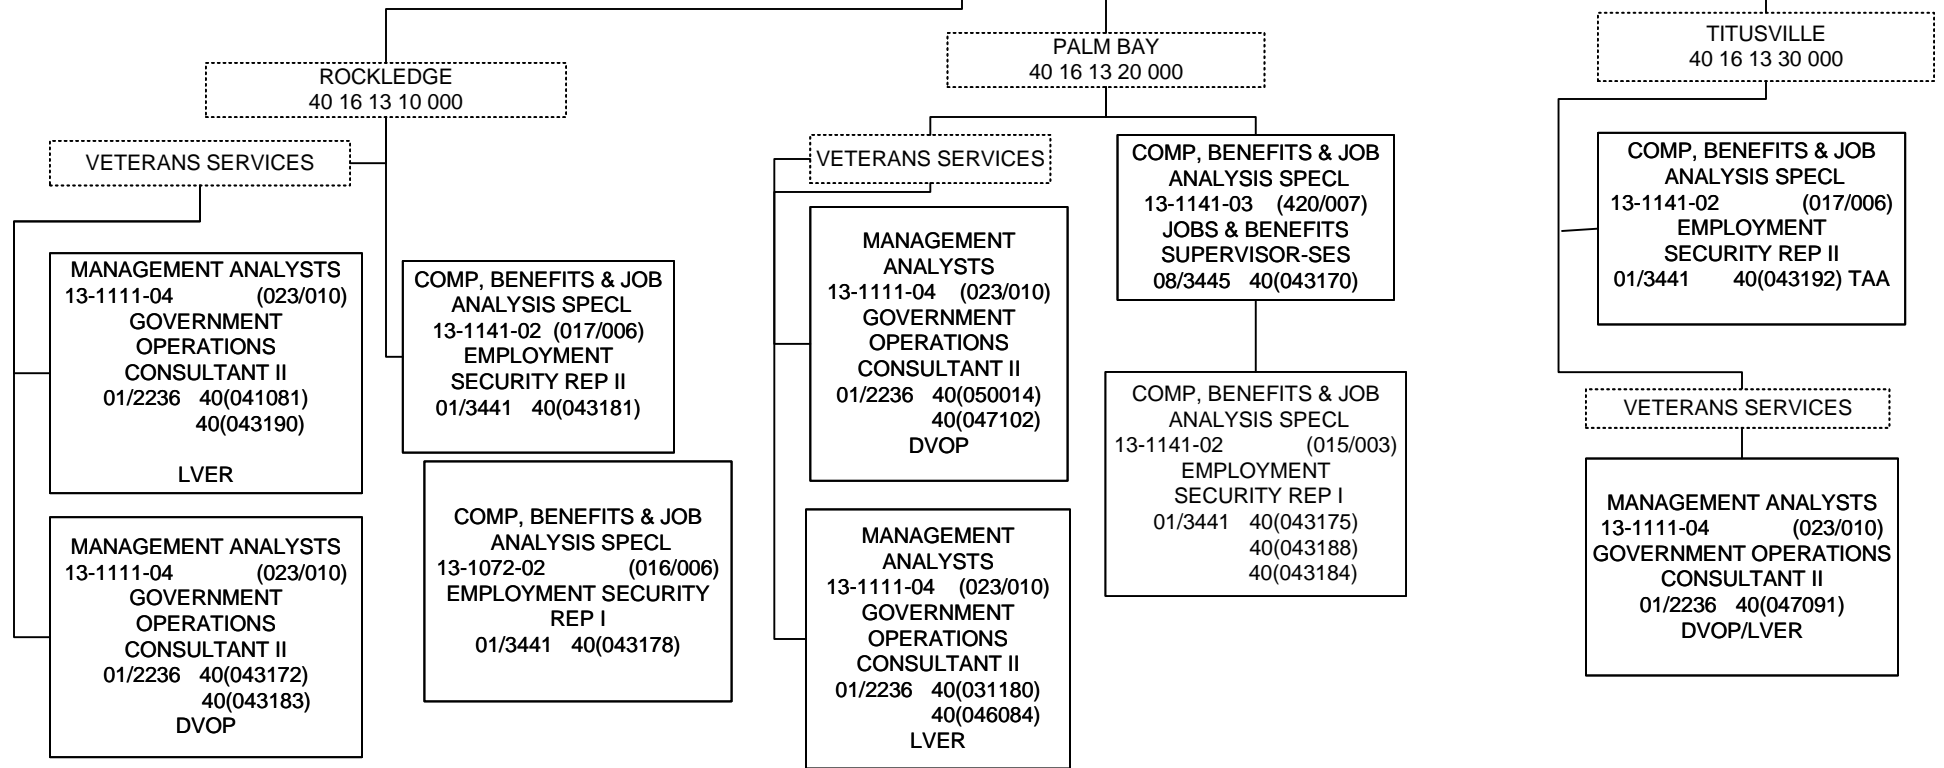 ROCKLEDGE
40 16 13 10 000
VETERANS SERVICES
MANAGEMENT ANALYSTS
13-1111-04 (023/010)
GOVERNMENT
OPERATIONS
CONSULTANT II
01/2236 40(041081)
40(043190)
LVER
MANAGEMENT ANALYSTS
13-1111-04 (023/010)
GOVERNMENT
OPERATIONS
CONSULTANT II
01/2236 40(043172)
40(043183)
DVOP
COMP, BENEFITS & JOB
ANALYSIS SPECL
13-1141-02 (017/006)
EMPLOYMENT
SECURITY REP II
01/3441 40(043181)
COMP, BENEFITS & JOB
ANALYSIS SPECL
13-1072-02 (016/006)
EMPLOYMENT SECURITY
REP I
01/3441 40(043178)
PALM BAY
40 16 13 20 000
VETERANS SERVICES
MANAGEMENT
ANALYSTS
13-1111-04 (023/010)
GOVERNMENT
OPERATIONS
CONSULTANT II
01/2236 40(050014)
40(047102)
DVOP
MANAGEMENT
ANALYSTS
13-1111-04 (023/010)
GOVERNMENT
OPERATIONS
CONSULTANT II
01/2236 40(031180)
40(046084)
LVER
COMP, BENEFITS & JOB
ANALYSIS SPECL
13-1141-03 (420/007)
JOBS & BENEFITS
SUPERVISOR-SES
08/3445 40(043170)
COMP, BENEFITS & JOB
ANALYSIS SPECL
13-1141-02 (015/003)
EMPLOYMENT
SECURITY REP I
01/3441 40(043175)
40(043188)
40(043184)
TITUSVILLE
40 16 13 30 000
COMP, BENEFITS & JOB
ANALYSIS SPECL
13-1141-02 (017/006)
EMPLOYMENT
SECURITY REP II
01/3441 40(043192) TAA
VETERANS SERVICES
MANAGEMENT ANALYSTS
13-1111-04 (023/010)
GOVERNMENT OPERATIONS
CONSULTANT II
01/2236 40(047091)
DVOP/LVER